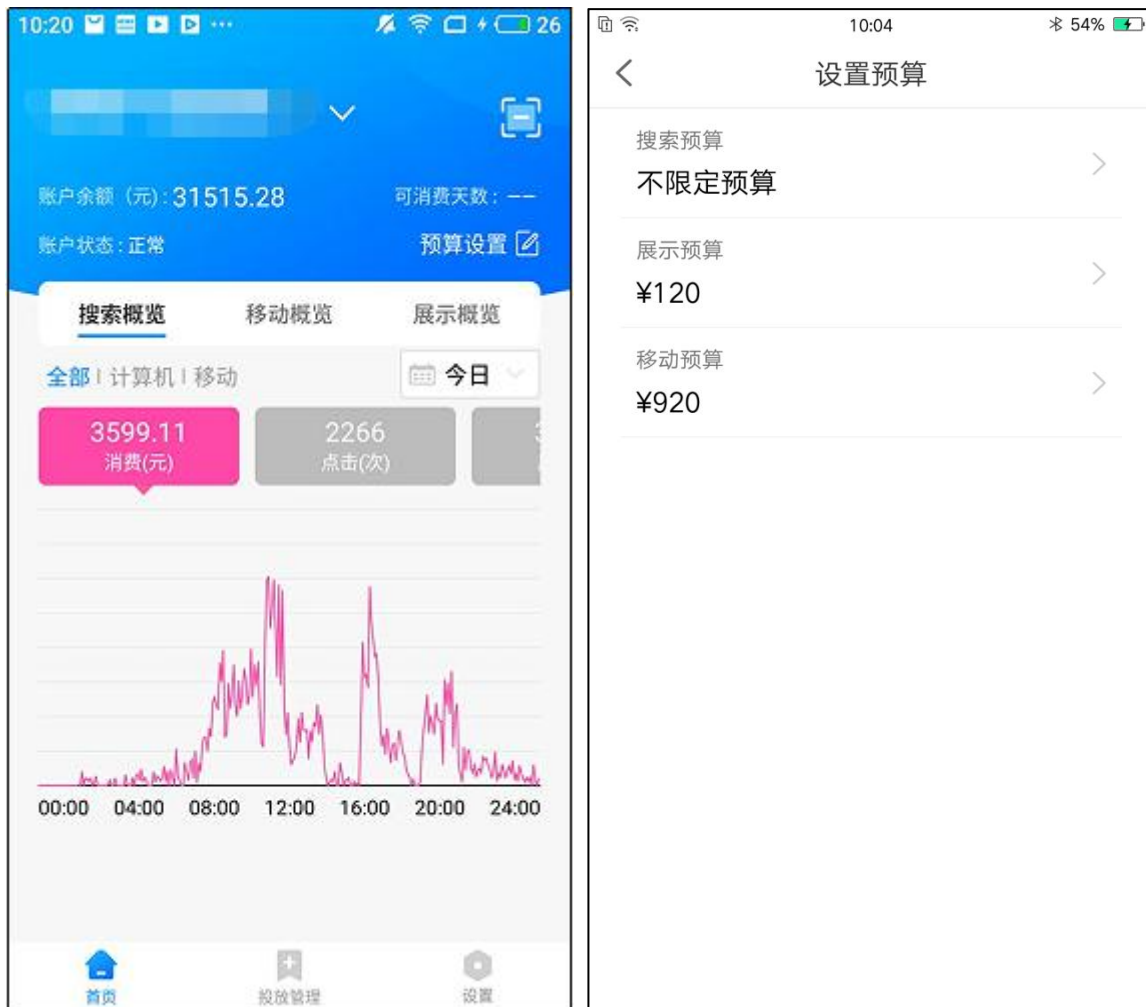 10:20 ··· 26
账户余额（元）: 31515.28 可消费天数: --
账户状态: 正常 预算设置
搜索概览 移动概览 展示概览
全部 | 计算机 | 移动 今日
3599.11 2266
消费(元) 点击(次)
00:00 04:00 08:00 12:00 16:00 20:00 24:00
首页 投放管理 设置
10:04 54%
设置预算
搜索预算
不限定预算
展示预算
¥120
移动预算
¥920